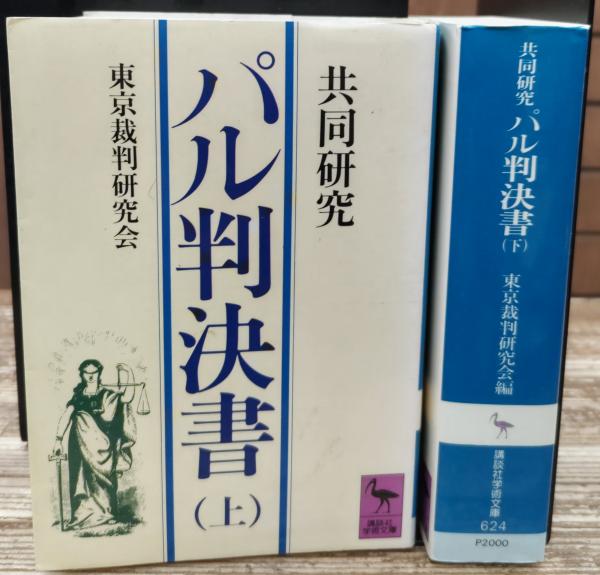 共同研究
パル判決書
(上)
東京裁判研究会
講談社
学術文庫
共同研究
パル判決書
(下)
東京裁判研究会編
講談社学術文庫
624
P2000